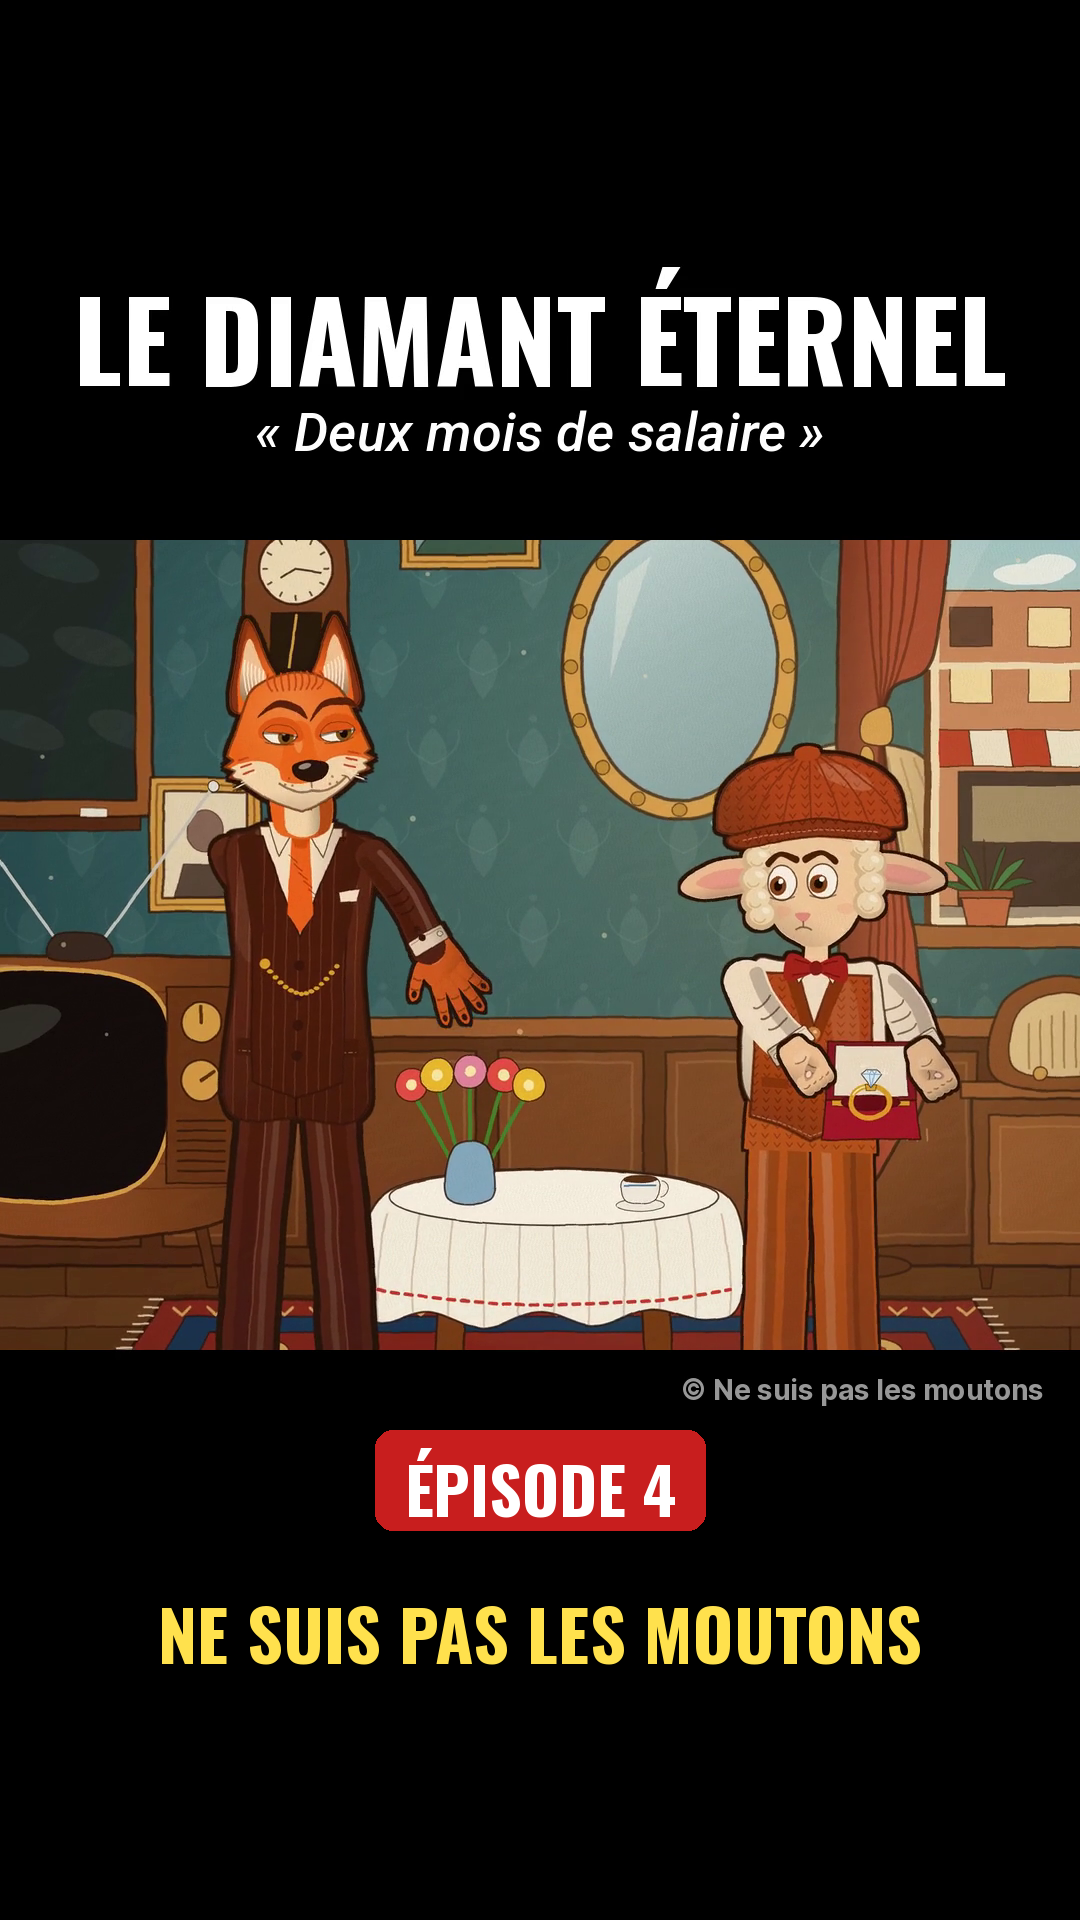 LE DIAMANT ÉTERNEL
« Deux mois de salaire »
© Ne suis pas les moutons
ÉPISODE 4
NE SUIS PAS LES MOUTONS